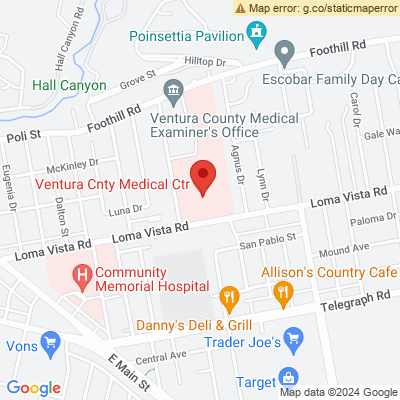 Map error: g.co/staticmaperror
Poinsettia Pavilion
Hall Canyon Rd
Hilltop Dr
Foothill Rd
Grove St
Escobar Family Day Ca
Hall Canyon
Ventura County Medical
Examiner's Office
Carol Dr
Foothill Rd
Poli St
Gale Wa
Agnus Dr
Lynn Dr
McKinley Dr
Eugenia Dr
Dalton St
Ventura Cnty Medical Ctr
Loma Vista Rd
Luna Dr
Paloma Dr
Loma Vista Rd
Loma Vista Rd
San Pablo St
Mound Ave
Community
Memorial Hospital
Allison's Country Cafe
Telegraph Rd
Danny's Deli & Grill
Vons
Trader Joe's
Central Ave
E Main St
Target
Google
Map data ©2024 Google